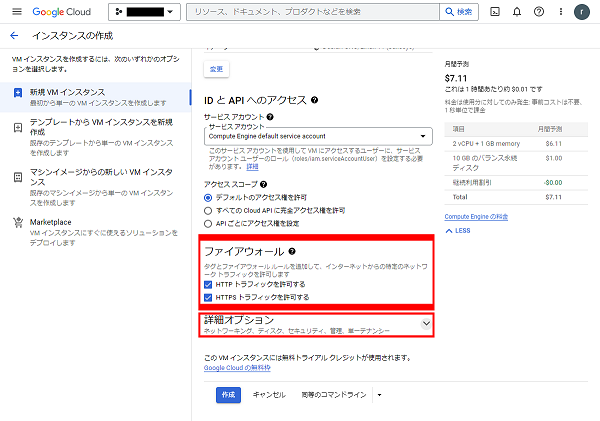 Google Cloud
リソース、ドキュメント、プロダクトなどを検索
検索
r
インスタンスの作成
VM インスタンスを作成するには、次のいずれかのオプションを選択します。
新規 VM インスタンス
最初から単一の VM インスタンスを作成します
テンプレートから VM インスタンスを新規
作成
既存のテンプレートから単一の VM インスタンスを作成します
マシンイメージからの新しい VM インスタンス
既存のマシンイメージから単一の VM インスタンスを作成します
Marketplace
VM インスタンスにすぐに使えるソリューションを
デプロイします
変更
ID と API へのアクセス
サービス アカウント
サービス アカウント
Compute Engine default service account
このサービス アカウントを使用して VM にアクセスするユーザーに、サービス
アカウント ユーザーのロール（roles/iam.serviceAccountUser）を設定する必要
があります。 詳細
アクセス スコープ
デフォルトのアクセス権を許可
すべての Cloud API に完全アクセス権を許可
API ごとにアクセス権を設定
ファイアウォール
タグとファイアウォール ルールを追加して、インターネットからの特定のネットワーク トラフィックを許可します
HTTP トラフィックを許可する
HTTPS トラフィックを許可する
詳細オプション
ネットワーキング、ディスク、セキュリティ、管理、単一テナンシー
この VM インスタンスには無料トライアル クレジットが使用されます。
Google Cloud の無料枠
作成
キャンセル
同等のコマンドライン
月間予測
$7.11
これは 1 時間あたり約 $0.01 です
料金は使用分に対してのみ発生: 事前コストは不要、
1 秒単位で課金
項目 月間予測
2 vCPU + 1 GB memory $6.11
10 GB のバランス永続ディスク $1.00
継続利用割引 -$0.00
Total $7.11
Compute Engine の料金
LESS